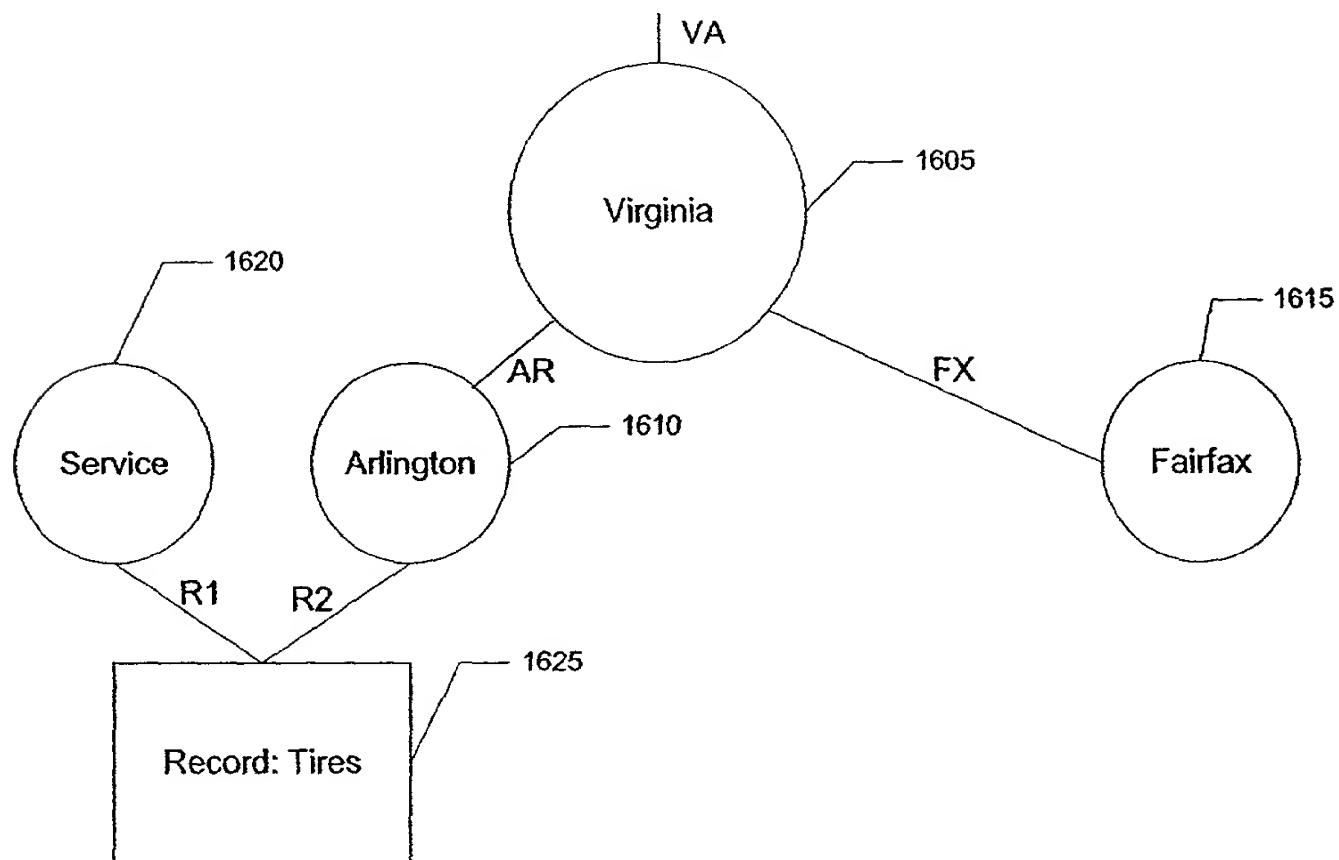 VA
1605
Virginia
1620
1615
AR
FX
1610
Service
Arlington
Fairfax
R1
R2
1625
Record: Tires